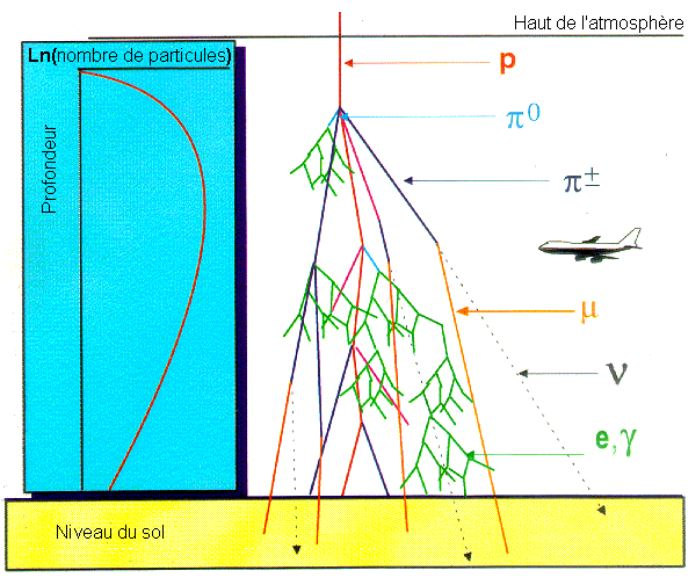 Haut de l'atmosphère
Ln(nombre de particules)
Profondeur
p
π⁰
π±
μ
ν
e,γ
Niveau du sol